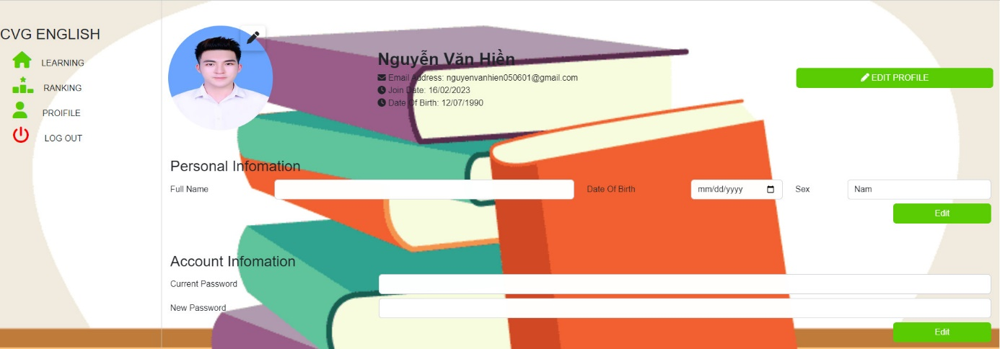 CVG ENGLISH
LEARNING
RANKING
PROIFILE
LOG OUT
Nguyễn Văn Hiền
Email Address: nguyenvanhien050601@gmail.com
Join Date: 16/02/2023
Date Of Birth: 12/07/1990
EDIT PROFILE
Personal Infomation
Full Name Date Of Birth mm/dd/yyyy Sex Nam
Edit
Account Infomation
Current Password
New Password
Edit